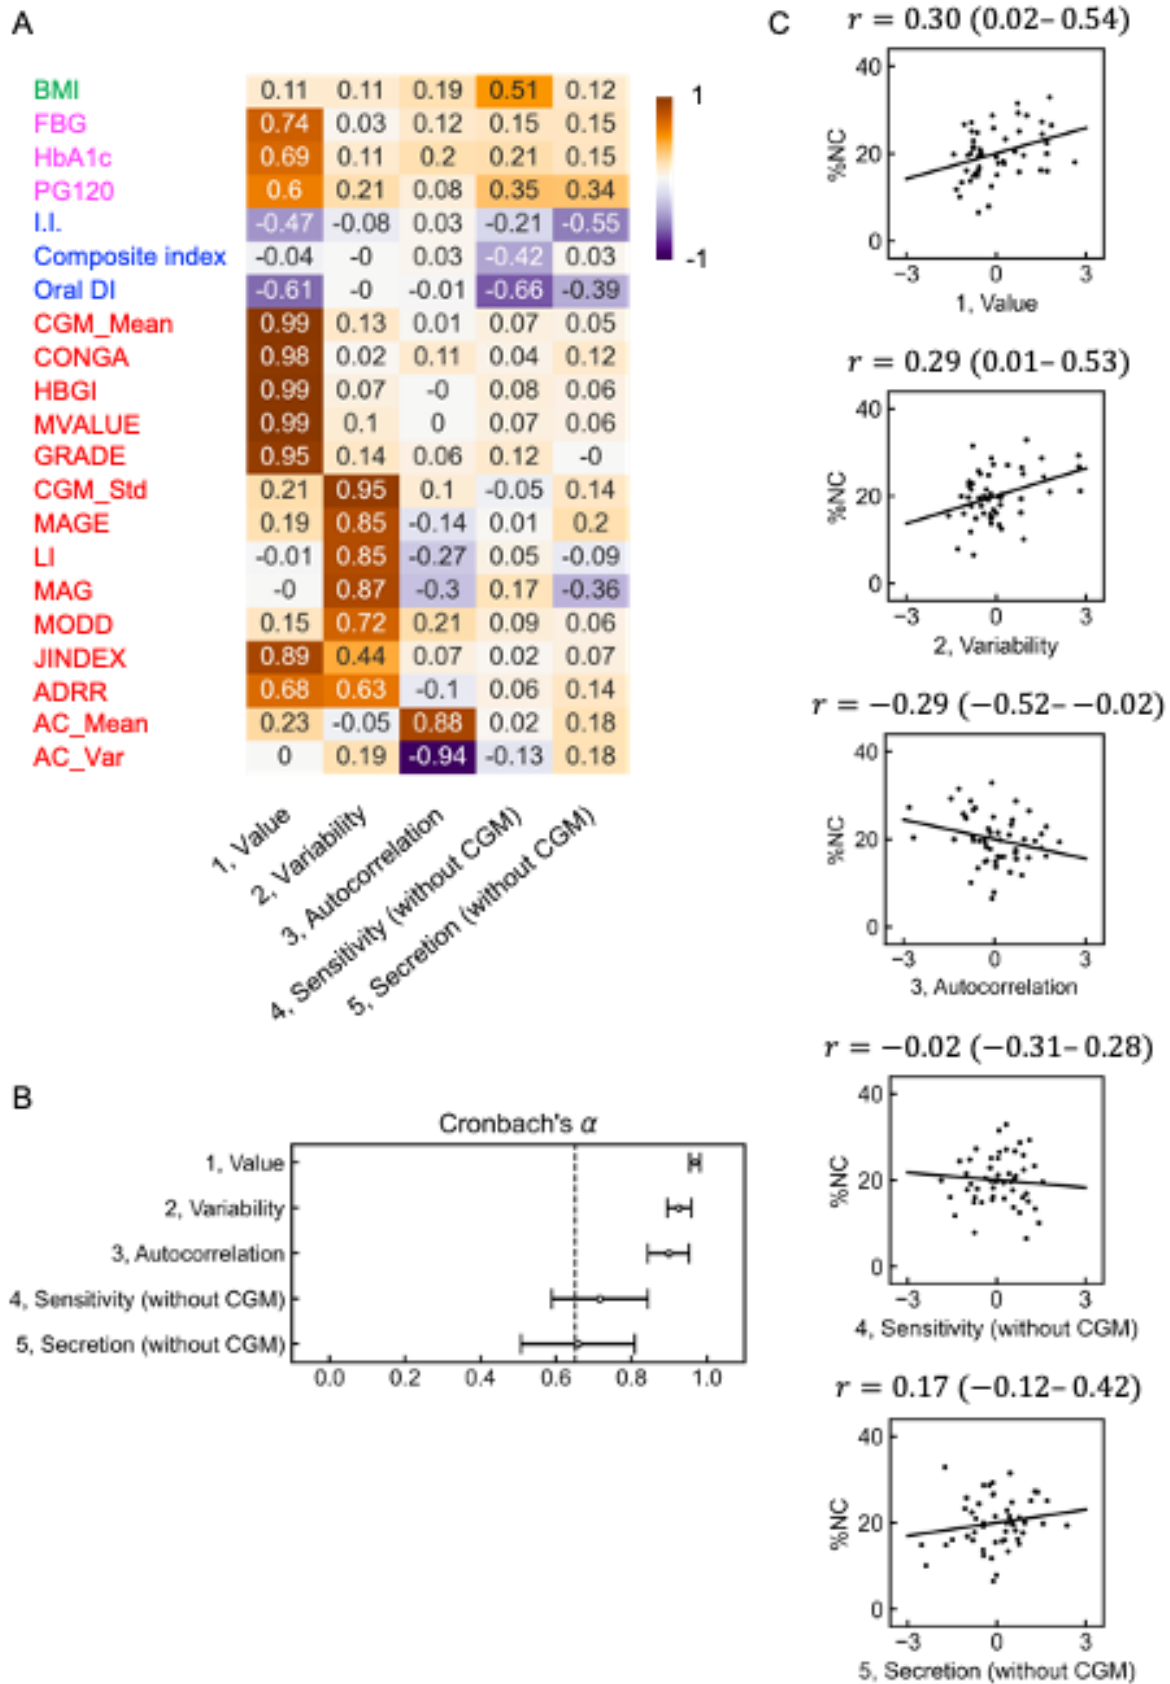 A
BMI 0.11 0.11 0.19 0.51 0.12
FBG 0.74 0.03 0.12 0.15 0.15
HbA1c 0.69 0.11 0.2 0.21 0.15
PG120 0.6 0.21 0.08 0.35 0.34
I.I. -0.47 -0.08 0.03 -0.21 -0.55
Composite index -0.04 -0 0.03 -0.42 0.03
Oral DI -0.61 -0 -0.01 -0.66 -0.39
CGM_Mean 0.99 0.13 0.01 0.07 0.05
CONGA 0.98 0.02 0.11 0.04 0.12
HBGI 0.99 0.07 -0 0.08 0.06
MVALUE 0.99 0.1 0 0.07 0.06
GRADE 0.95 0.14 0.06 0.12 -0
CGM_Std 0.21 0.95 0.1 -0.05 0.14
MAGE 0.19 0.85 -0.14 0.01 0.2
LI -0.01 0.85 -0.27 0.05 -0.09
MAG -0 0.87 -0.3 0.17 -0.36
MODD 0.15 0.72 0.21 0.09 0.06
JINDEX 0.89 0.44 0.07 0.02 0.07
ADRR 0.68 0.63 -0.1 0.06 0.14
AC_Mean 0.23 -0.05 0.88 0.02 0.18
AC_Var 0 0.19 -0.94 -0.13 0.18
1, Value
2, Variability
3, Autocorrelation
4, Sensitivity (without CGM)
5, Secretion (without CGM)
1
-1
B
Cronbach's α
1, Value
2, Variability
3, Autocorrelation
4, Sensitivity (without CGM)
5, Secretion (without CGM)
0.0 0.2 0.4 0.6 0.8 1.0
C
r = 0.30 (0.02–0.54)
40
20
0
%NC
−3 0 3
1, Value
r = 0.29 (0.01–0.53)
40
20
0
%NC
−3 0 3
2, Variability
r = −0.29 (−0.52– −0.02)
40
20
0
%NC
−3 0 3
3, Autocorrelation
r = −0.02 (−0.31–0.28)
40
20
0
%NC
−3 0 3
4, Sensitivity (without CGM)
r = 0.17 (−0.12–0.42)
40
20
0
%NC
−3 0 3
5, Secretion (without CGM)